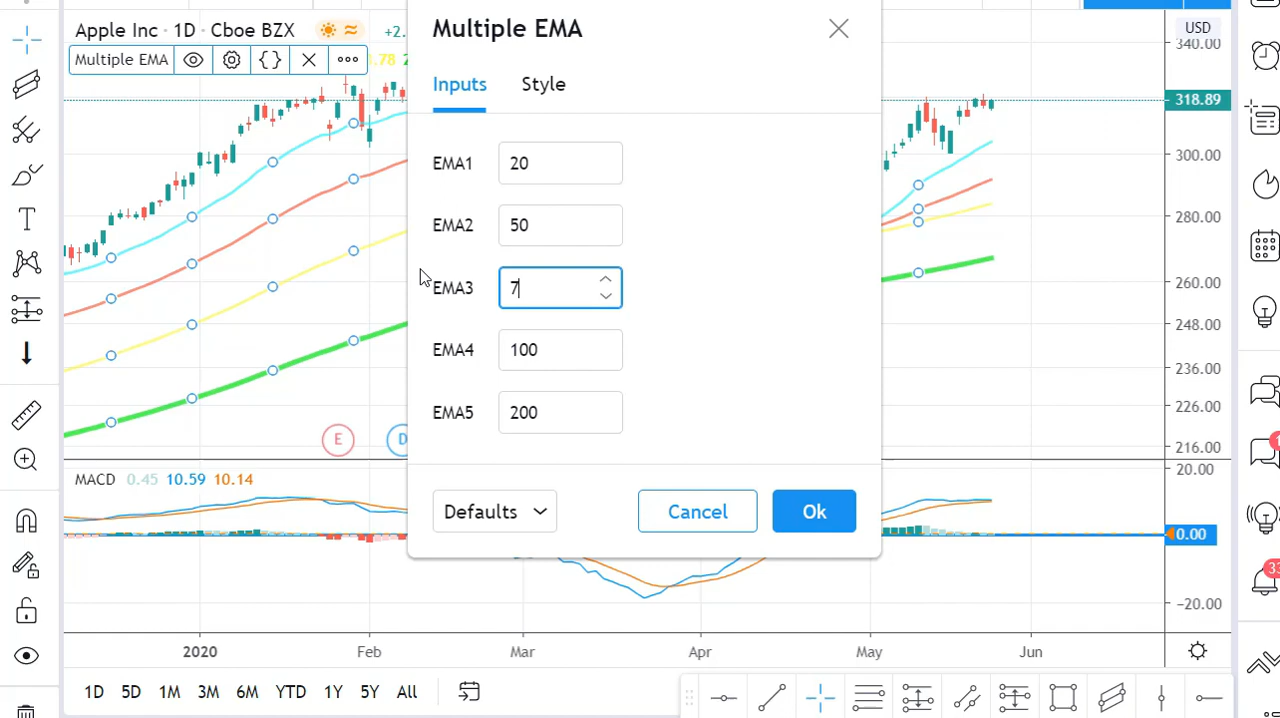 Multiple EMA
USD
Apple Inc · 1D · Cboe BZX
+2.
340.00
Multiple EMA
.78
Inputs
Style
318.89
EMA1
20
300.00
EMA2
50
280.00
EMA3
7
260.00
248.00
EMA4
100
236.00
EMA5
200
226.00
E
D
216.00
MACD 0.45 10.59 10.14
20.00
Defaults
Cancel
Ok
0.00
33
−20.00
2020
Feb
Mar
Apr
May
Jun
1D 5D 1M 3M 6M YTD 1Y 5Y All